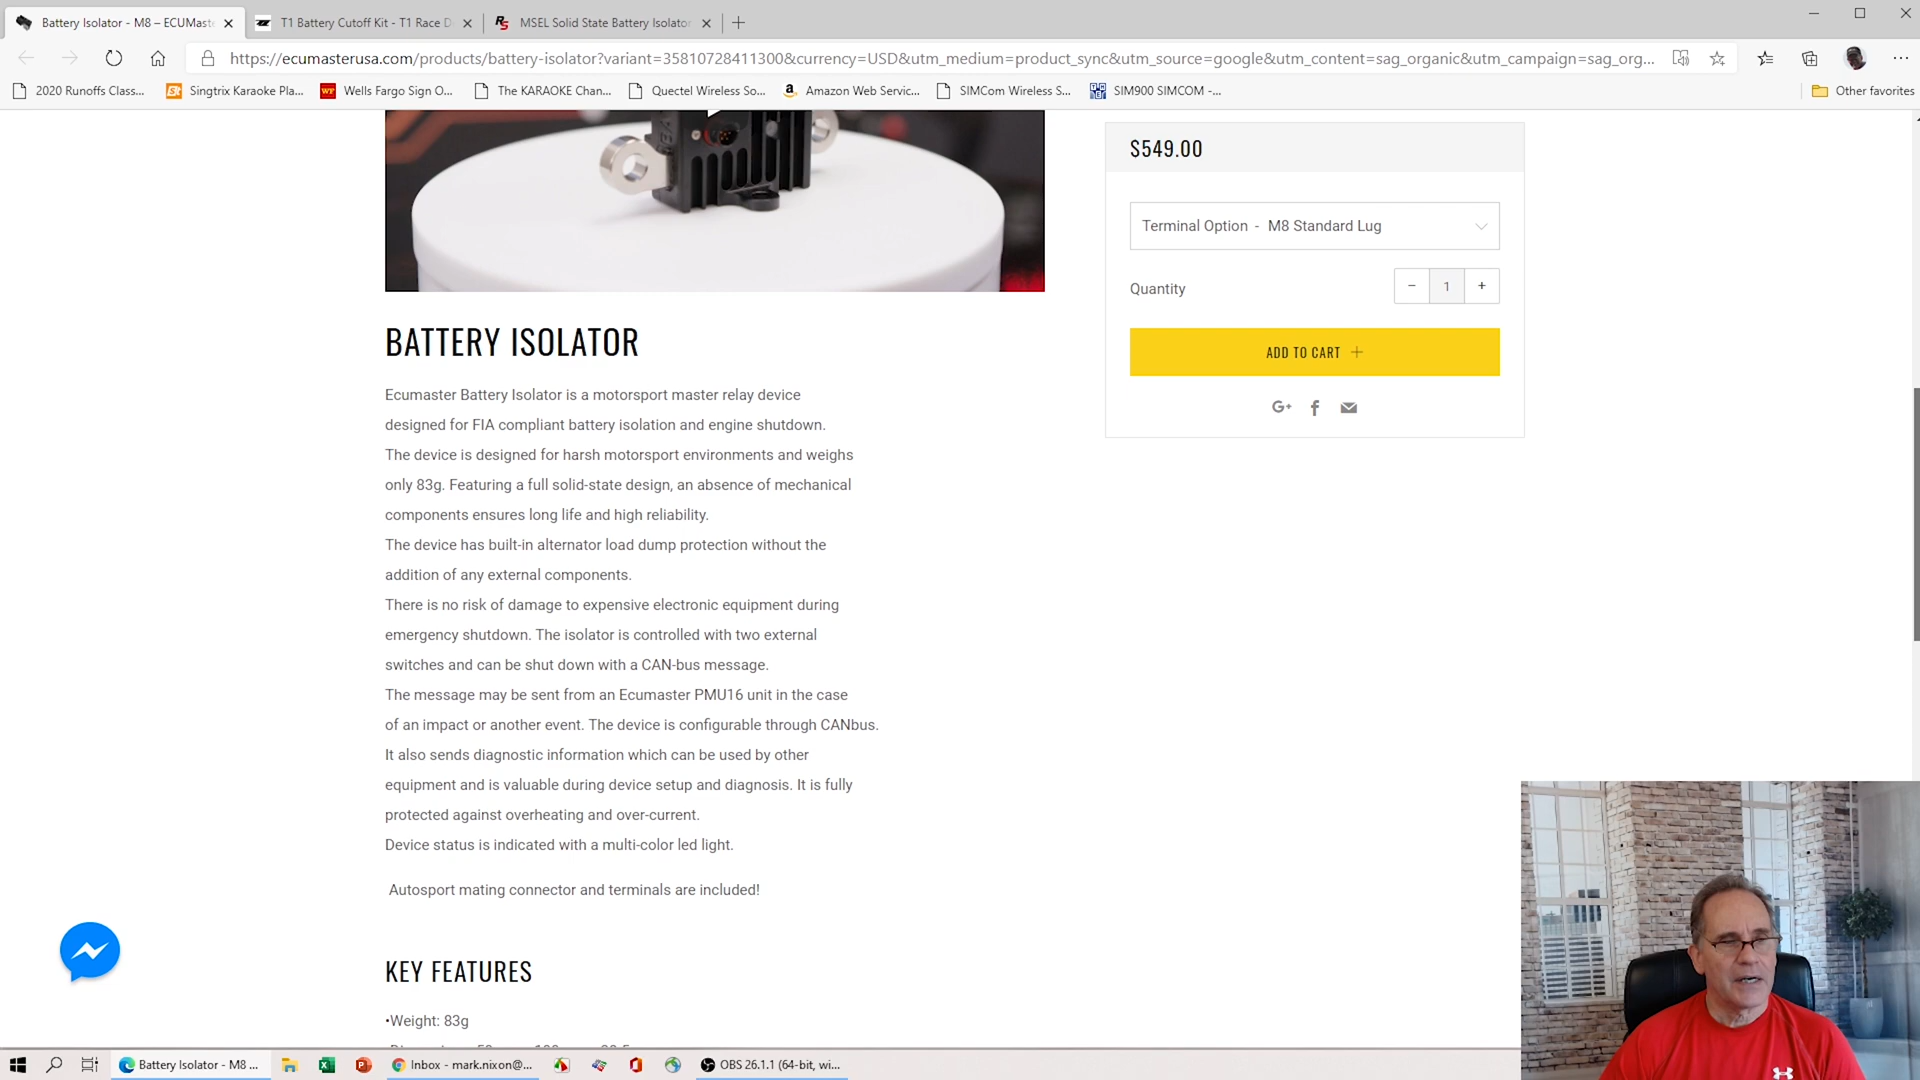 Battery Isolator - M8 – ECUMaste
T1 Battery Cutoff Kit - T1 Race D
MSEL Solid State Battery Isolator
https://ecumasterusa.com/products/battery-isolator?variant=35810728411300&currency=USD&utm_medium=product_sync&utm_source=google&utm_content=sag_organic&utm_campaign=sag_org...
2020 Runoffs Class...
Singtrix Karaoke Pla...
Wells Fargo Sign O...
The KARAOKE Chan...
Quectel Wireless So...
Amazon Web Servic...
SIMCom Wireless S...
SIM900 SIMCOM -...
Other favorites
$549.00
Terminal Option - M8 Standard Lug
Quantity
− 1 +
ADD TO CART +
BATTERY ISOLATOR
Ecumaster Battery Isolator is a motorsport master relay device
designed for FIA compliant battery isolation and engine shutdown.
The device is designed for harsh motorsport environments and weighs
only 83g. Featuring a full solid-state design, an absence of mechanical
components ensures long life and high reliability.
The device has built-in alternator load dump protection without the
addition of any external components.
There is no risk of damage to expensive electronic equipment during
emergency shutdown. The isolator is controlled with two external
switches and can be shut down with a CAN-bus message.
The message may be sent from an Ecumaster PMU16 unit in the case
of an impact or another event. The device is configurable through CANbus.
It also sends diagnostic information which can be used by other
equipment and is valuable during device setup and diagnosis. It is fully
protected against overheating and over-current.
Device status is indicated with a multi-color led light.
Autosport mating connector and terminals are included!
KEY FEATURES
•Weight: 83g
Battery Isolator - M8 ...
Inbox - mark.nixon@...
OBS 26.1.1 (64-bit, wi...